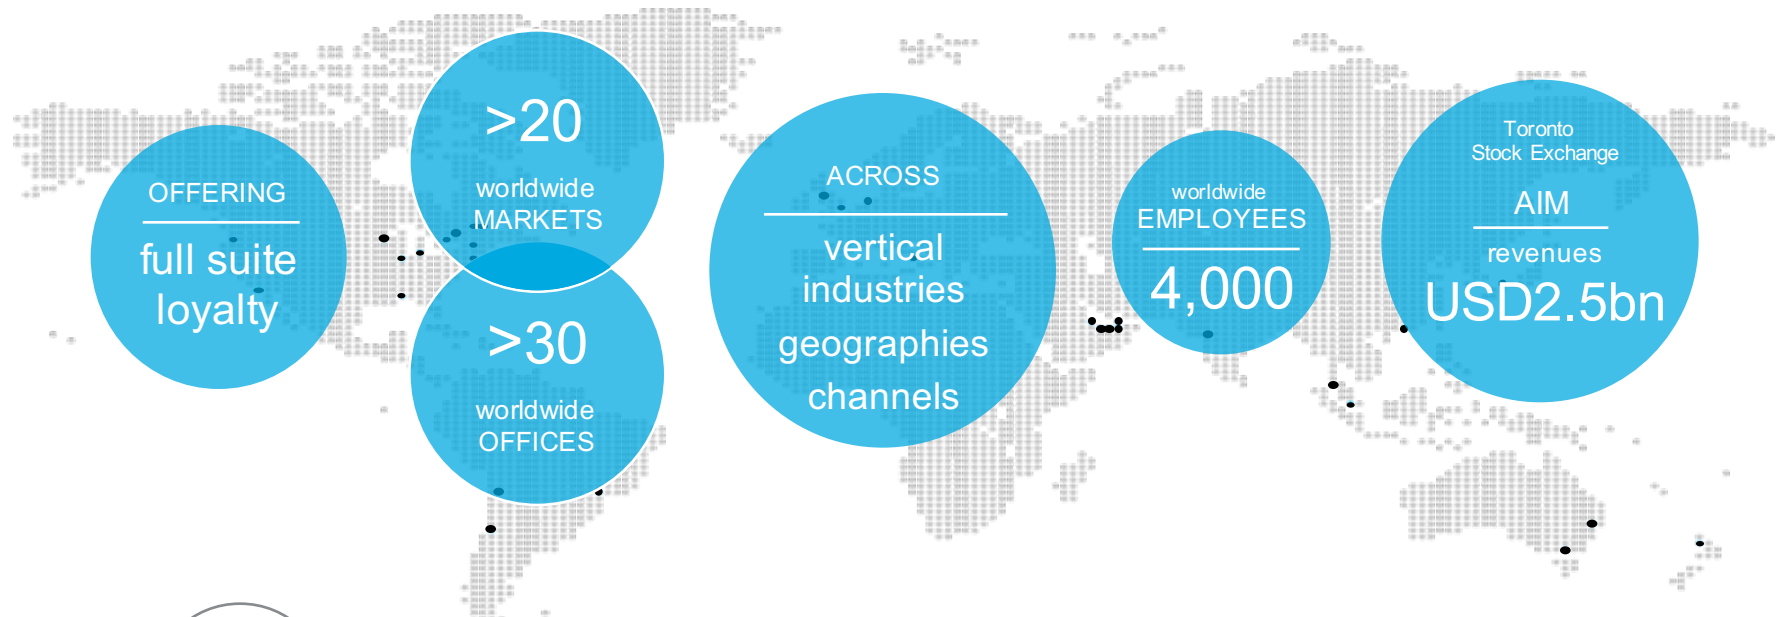 OFFERING
full suite
loyalty
>20
worldwide
MARKETS
>30
worldwide
OFFICES
ACROSS
vertical
industries
geographies
channels
worldwide
EMPLOYEES
4,000
Toronto
Stock Exchange
AIM
revenues
USD2.5bn